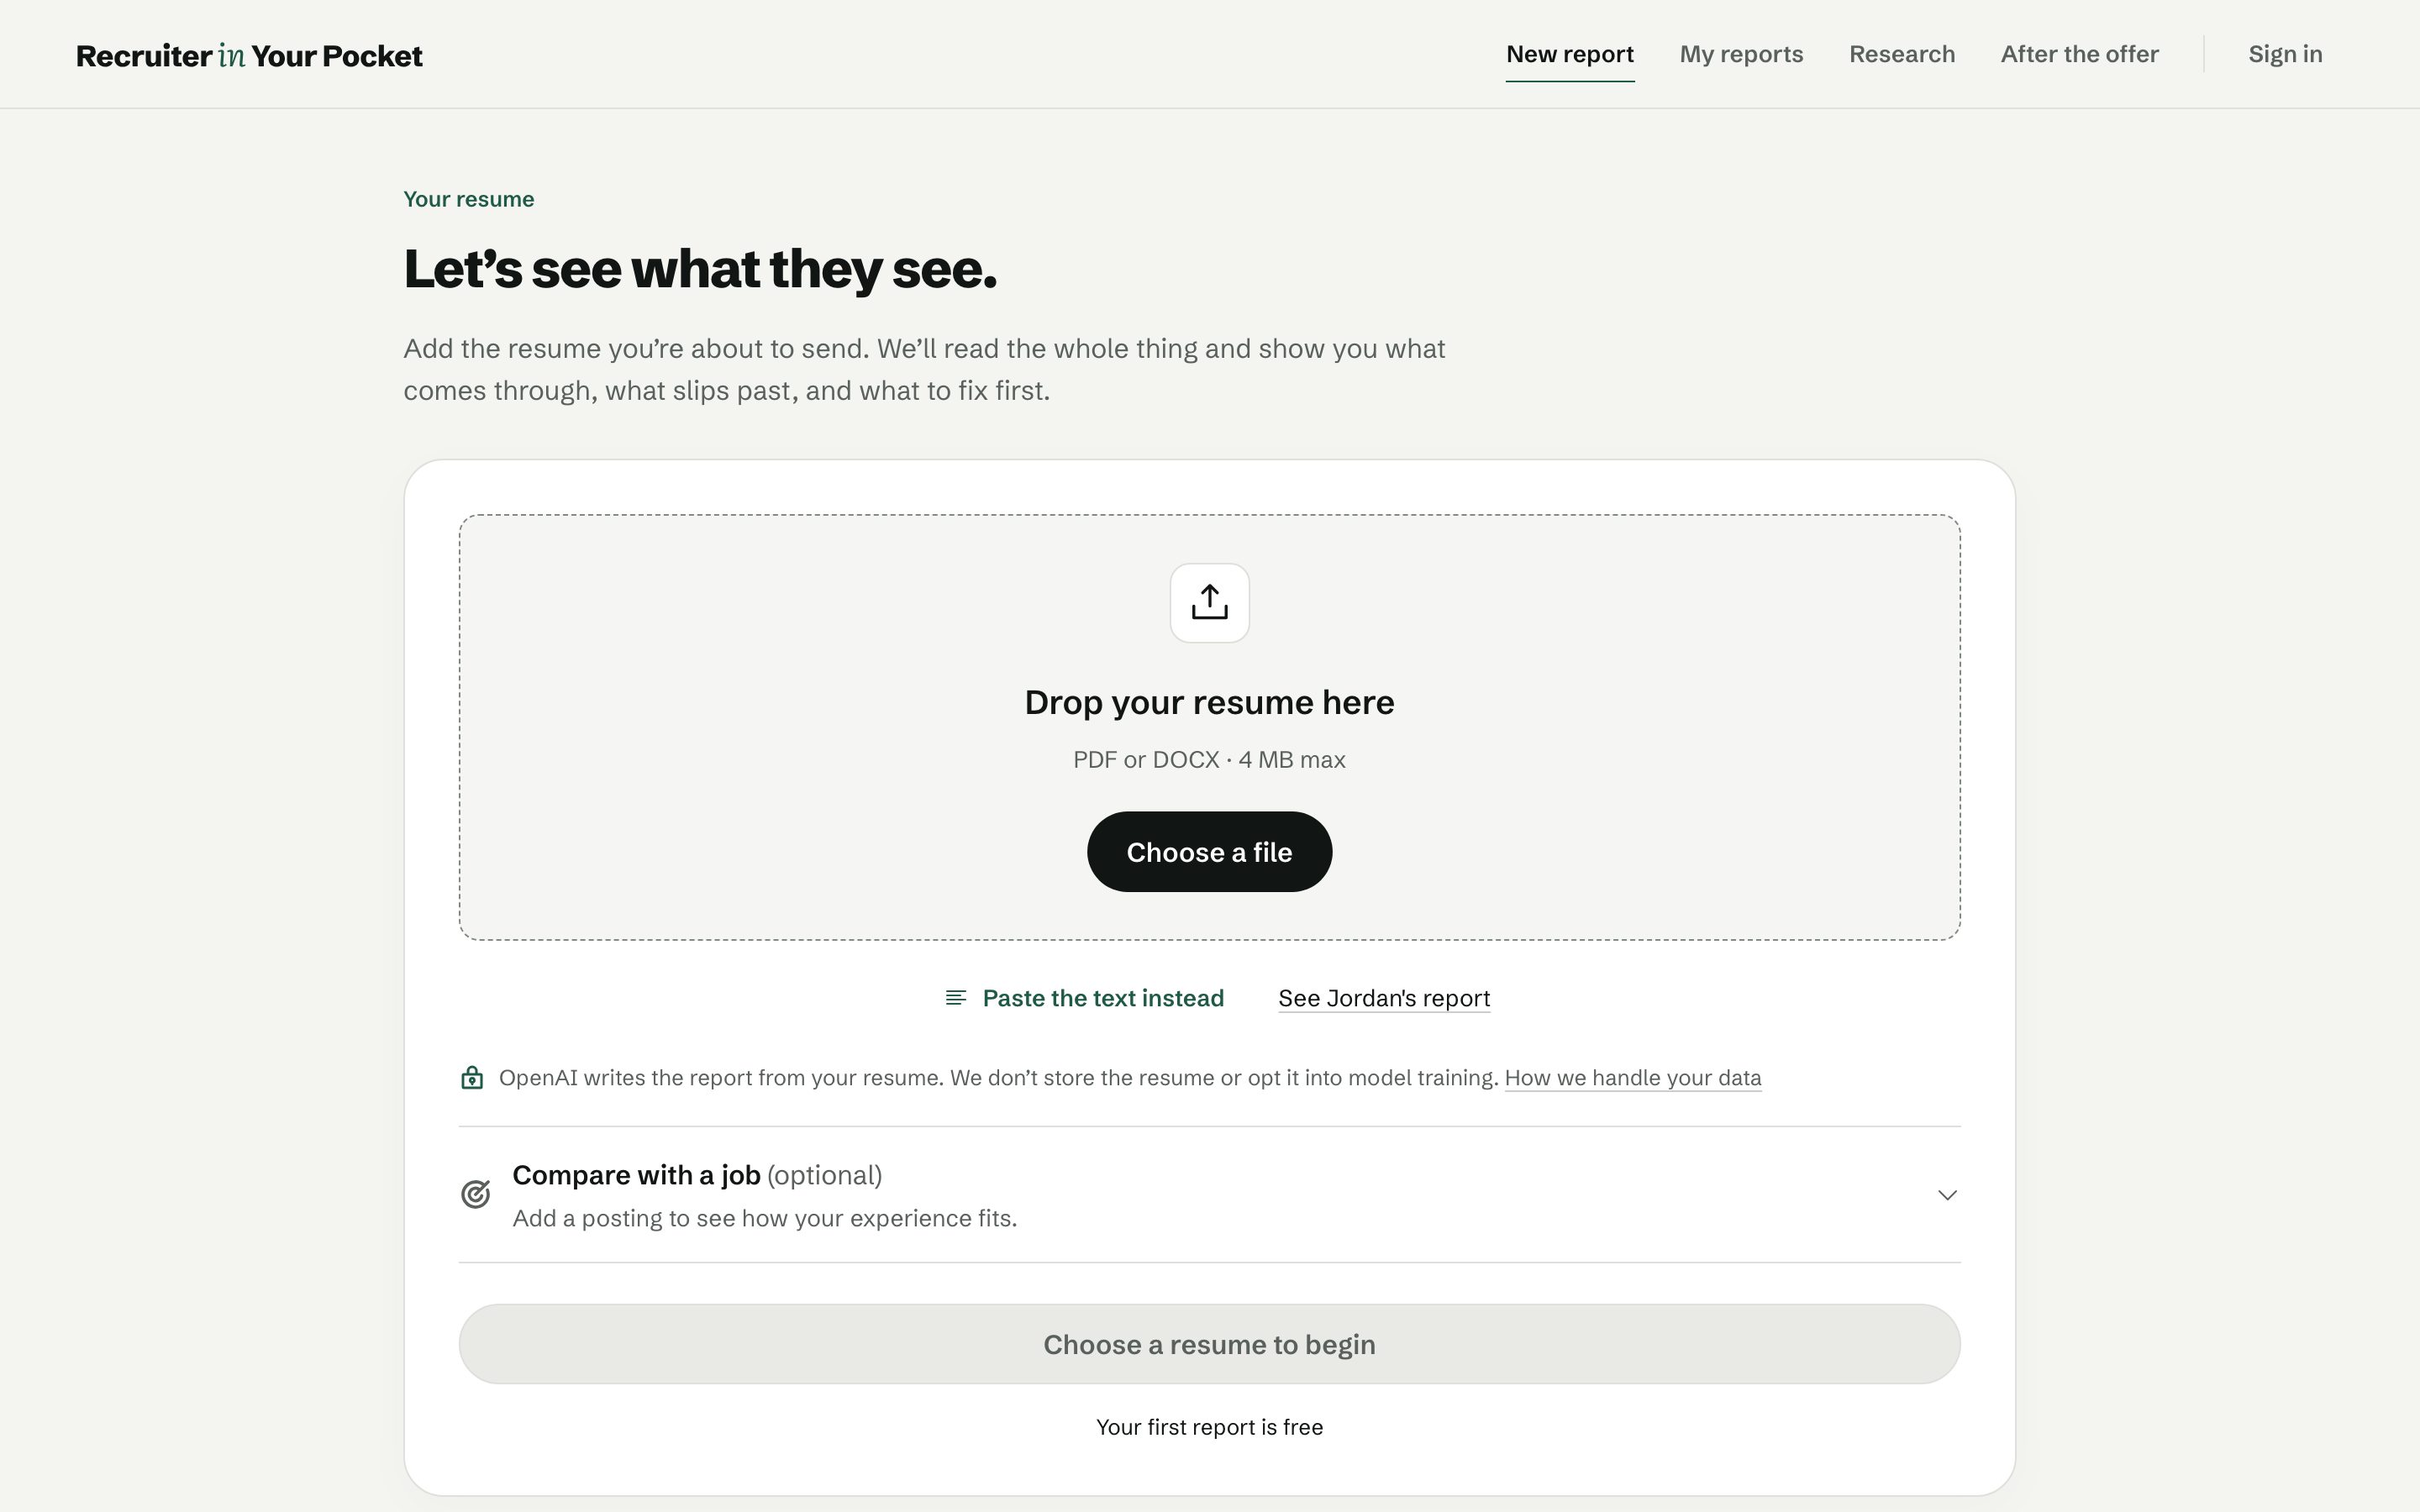 Recruiter in Your Pocket
New report
My reports
Research
After the offer
Sign in
Your resume
Let’s see what they see.
Add the resume you’re about to send. We’ll read the whole thing and show you what
comes through, what slips past, and what to fix first.
Drop your resume here
PDF or DOCX · 4 MB max
Choose a file
Paste the text instead
See Jordan's report
OpenAI writes the report from your resume. We don’t store the resume or opt it into model training. How we handle your data
Compare with a job (optional)
Add a posting to see how your experience fits.
Choose a resume to begin
Your first report is free